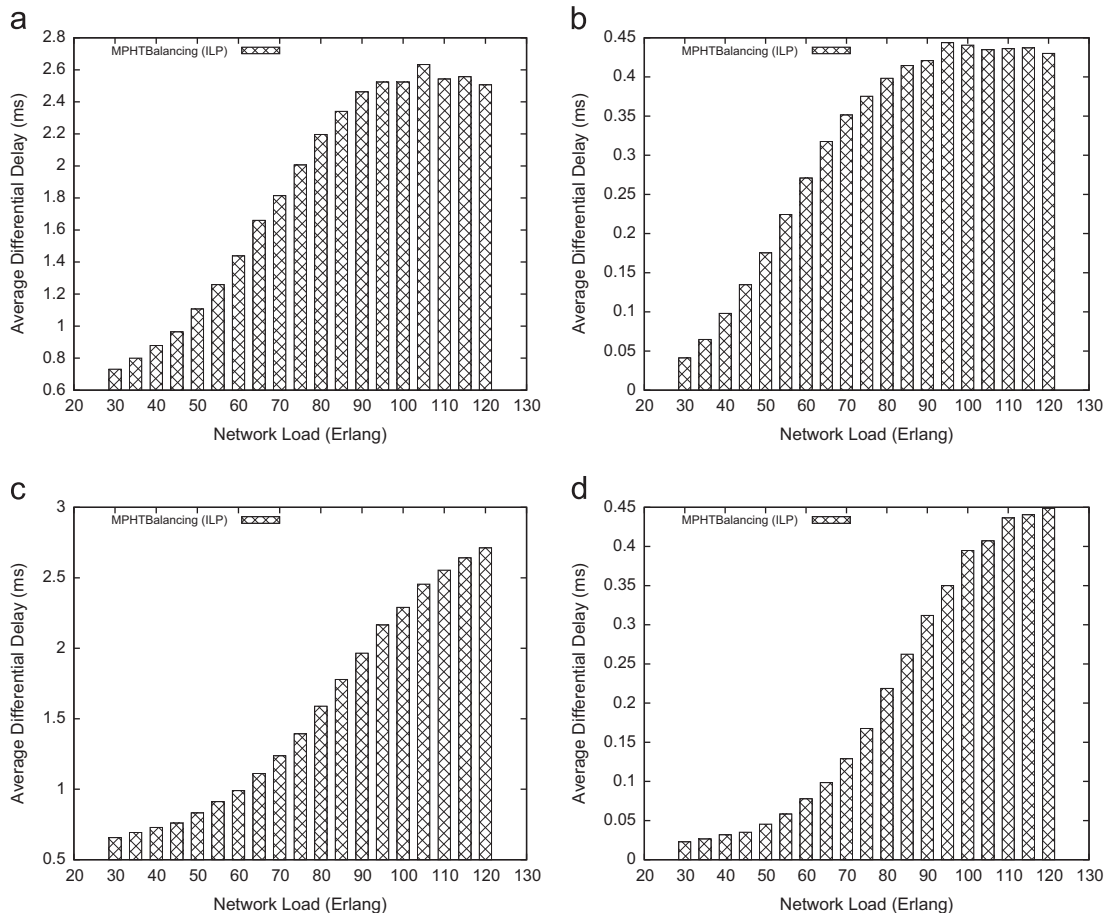 a
2.8
MPHTBalancing (ILP)
2.6
2.4
2.2
2
1.8
1.6
1.4
1.2
1
0.8
0.6
Average Differential Delay (ms)
20 30 40 50 60 70 80 90 100 110 120 130
Network Load (Erlang)
b
0.45
MPHTBalancing (ILP)
0.4
0.35
0.3
0.45
0.2
0.15
0.1
0.05
0
Average Differential Delay (ms)
20 30 40 50 60 70 80 90 100 110 120 130
Network Load (Erlang)
c
3
MPHTBalancing (ILP)
2.5
2
1.5
1
0.5
Average Differential Delay (ms)
20 30 40 50 60 70 80 90 100 110 120 130
Network Load (Erlang)
d
0.45
MPHTBalancing (ILP)
0.4
0.35
0.3
0.25
0.2
0.15
0.1
0.05
0
Average Differential Delay (ms)
20 30 40 50 60 70 80 90 100 110 120 130
Network Load (Erlang)